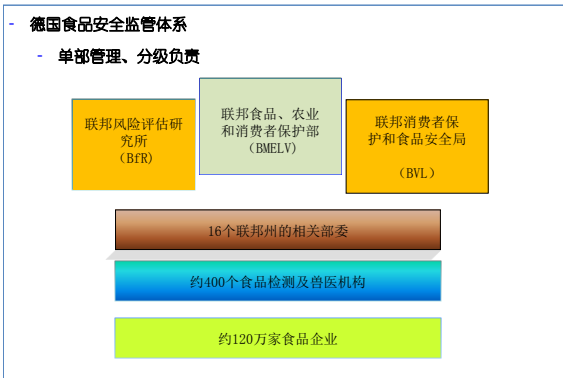 - 德国食品安全监管体系
- 单部管理、分级负责
联邦风险评估研
究所
(BfR)
联邦食品、农业
和消费者保护部
（BMELV)
联邦消费者保
护和食品安全局
（BVL）
16个联邦州的相关部委
约400个食品检测及兽医机构
约120万家食品企业